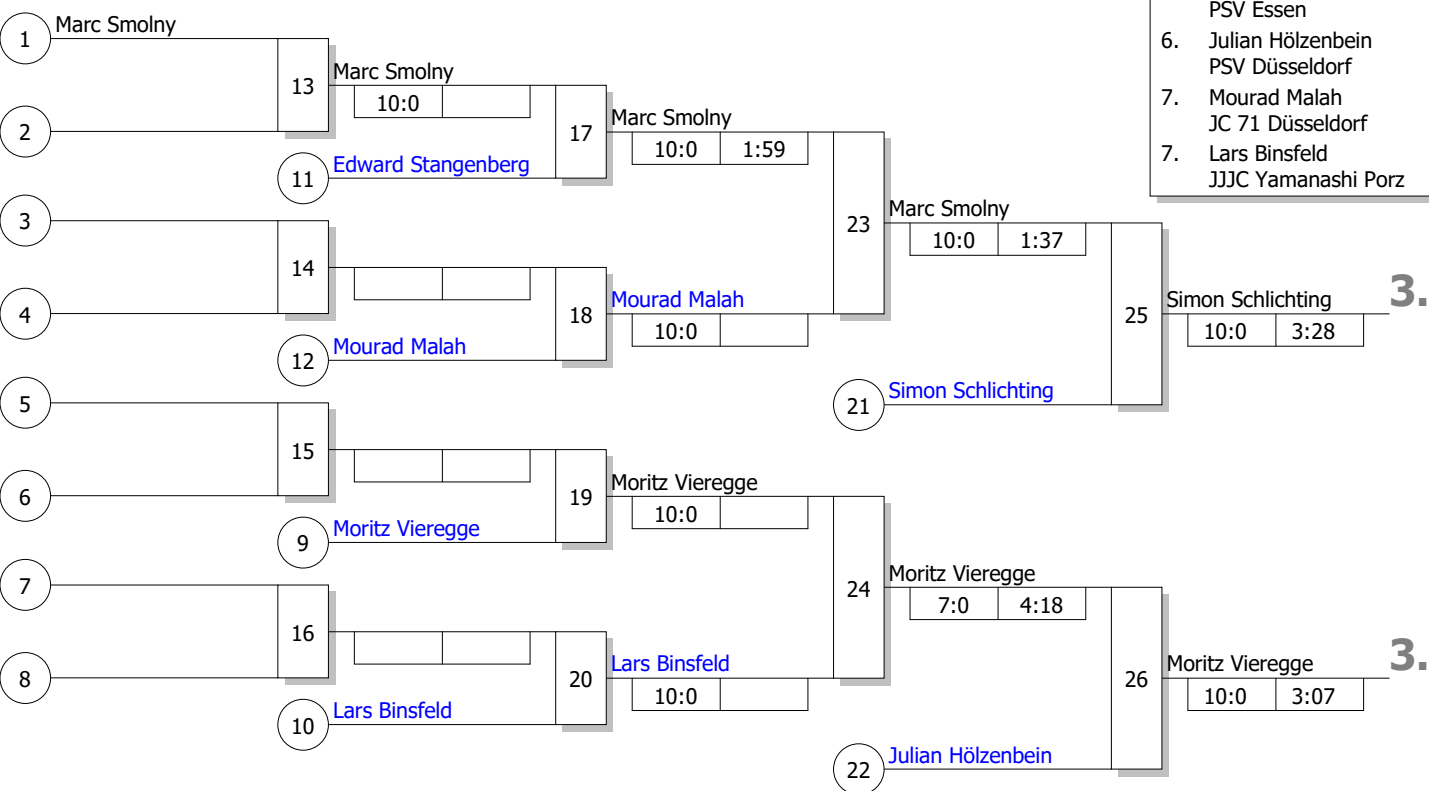 PSV Essen
6. Julian Hölzenbein
PSV Düsseldorf
7. Mourad Malah
JC 71 Düsseldorf
7. Lars Binsfeld
JJJC Yamanashi Porz
1 Marc Smolny
13 Marc Smolny
10:0
2
17 Marc Smolny
10:0 1:59
11 Edward Stangenberg
3
23 Marc Smolny
10:0 1:37
14
4
18 Mourad Malah
10:0
12 Mourad Malah
25 Simon Schlichting 3.
10:0 3:28
5
21 Simon Schlichting
15
6
19 Moritz Vieregge
10:0
9 Moritz Vieregge
7
24 Moritz Vieregge
7:0 4:18
16
8
20 Lars Binsfeld
10:0
10 Lars Binsfeld
26 Moritz Vieregge 3.
10:0 3:07
22 Julian Hölzenbein